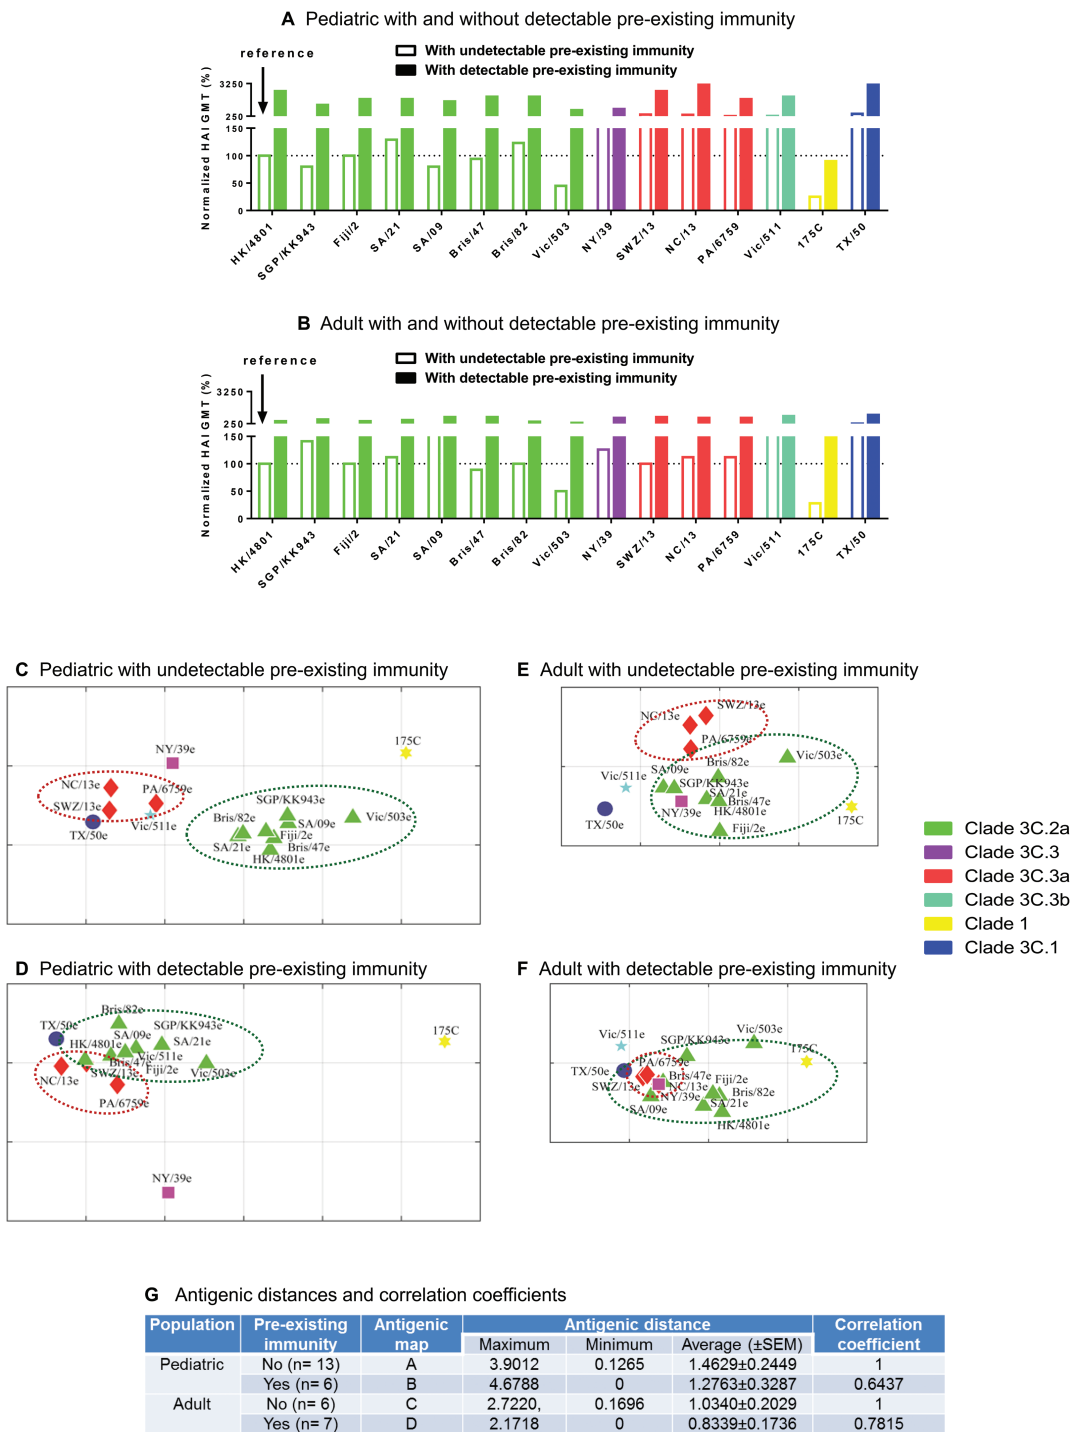 A Pediatric with and without detectable pre-existing immunity
reference
With undetectable pre-existing immunity
With detectable pre-existing immunity
Normalized HAI GMT (%)
3250
250
150
100
50
0
HK/4801
SGP/KK943
Fiji/2
SA/21
SA/09
Bris/47
Bris/82
Vic/503
NY/39
SWZ/13
NC/13
PA/6759
Vic/511
175C
TX/50
B Adult with and without detectable pre-existing immunity
reference
With undetectable pre-existing immunity
With detectable pre-existing immunity
Normalized HAI GMT (%)
3250
250
150
100
50
0
HK/4801
SGP/KK943
Fiji/2
SA/21
SA/09
Bris/47
Bris/82
Vic/503
NY/39
SWZ/13
NC/13
PA/6759
Vic/511
175C
TX/50
C Pediatric with undetectable pre-existing immunity
NY/39e
175C
NC/13e
PA/6759e
SWZ/13e
Vic/511e
TX/50e
SGP/KK943e
Bris/82e
SA/09e
Vic/503e
Fiji/2e
SA/21e
Bris/47e
HK/4801e
E Adult with undetectable pre-existing immunity
SWZ/13e
NC/13e
PA/6759e
Vic/503e
Bris/82e
SA/09e
Vic/511e
SGP/KK943e
SA/21e
Bris/47e
NY/39e
HK/4801e
TX/50e
Fiji/2e
175C
Clade 3C.2a
Clade 3C.3
Clade 3C.3a
Clade 3C.3b
Clade 1
Clade 3C.1
D Pediatric with detectable pre-existing immunity
Bris/82e
TX/50e
SGP/KK943e
175C
SA/09e
SA/21e
HK/4801e
Vic/511e
Bris/47e
Fiji/2e
SWZ/13e
Vic/503e
NC/13e
PA/6759e
NY/39e
F Adult with detectable pre-existing immunity
Vic/503e
Vic/511e
SGP/KK943e
175C
PA/6759e
TX/50e
Bris/47e
Fiji/2e
SWZ/13e
NC/13e
Bris/82e
NY/39e
SA/21e
SA/09e
HK/4801e
G Antigenic distances and correlation coefficients
Population Pre-existing immunity Antigenic map Antigenic distance Correlation coefficient
Maximum Minimum Average (±SEM)
Pediatric No (n= 13) A 3.9012 0.1265 1.4629±0.2449 1
Yes (n= 6) B 4.6788 0 1.2763±0.3287 0.6437
Adult No (n= 6) C 2.7220, 0.1696 1.0340±0.2029 1
Yes (n= 7) D 2.1718 0 0.8339±0.1736 0.7815